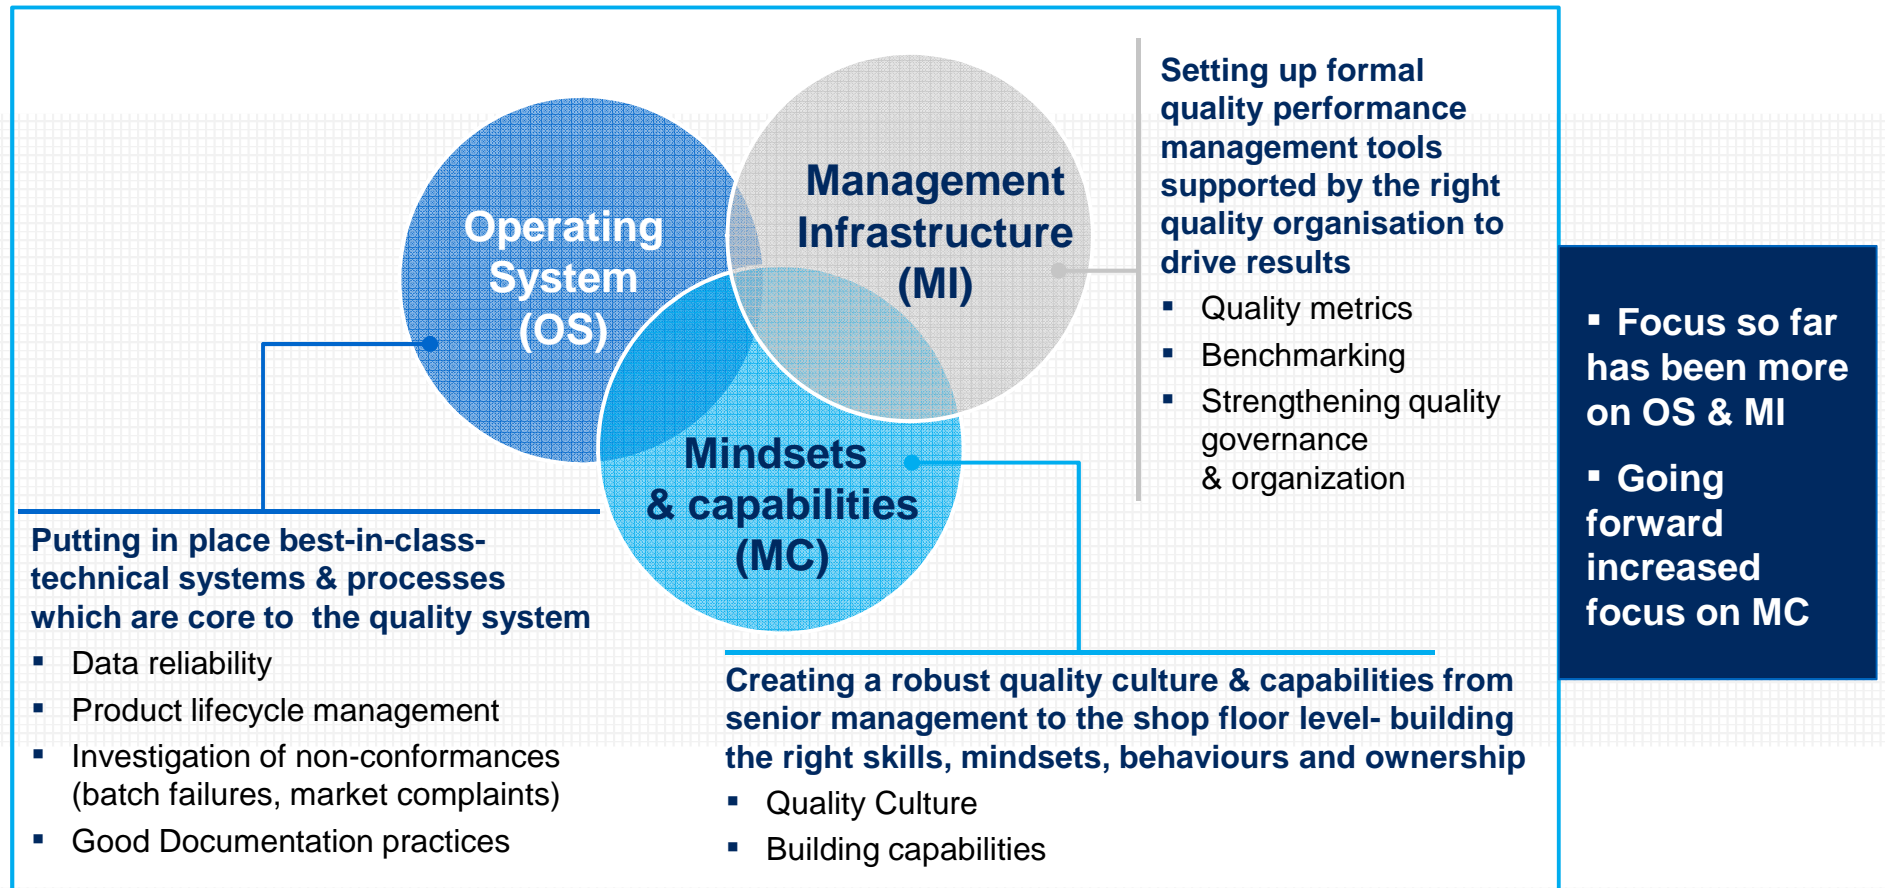 Operating
System
(OS)
Management
Infrastructure
(MI)
Mindsets
& capabilities
(MC)
Setting up formal
quality performance
management tools
supported by the right
quality organisation to
drive results
▪ Quality metrics
▪ Benchmarking
▪ Strengthening quality
governance
& organization
Putting in place best-in-class-
technical systems & processes
which are core to the quality system
▪ Data reliability
▪ Product lifecycle management
▪ Investigation of non-conformances
(batch failures, market complaints)
▪ Good Documentation practices
Creating a robust quality culture & capabilities from
senior management to the shop floor level- building
the right skills, mindsets, behaviours and ownership
▪ Quality Culture
▪ Building capabilities
▪ Focus so far
has been more
on OS & MI
▪ Going
forward
increased
focus on MC